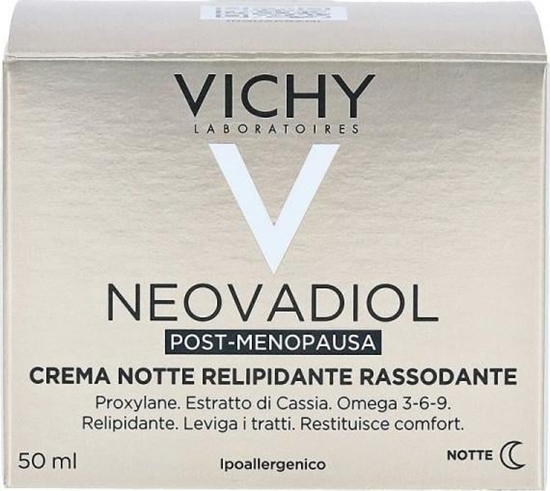 VICHY
LABORATOIRES
V
NEOVADIOL
POST-MENOPAUSA
CREMA NOTTE RELIPIDANTE RASSODANTE
Proxylane. Estratto di Cassia. Omega 3-6-9.
Relipidante. Leviga i tratti. Restituisce comfort.
NOTTE
50 ml
Ipoallergenico